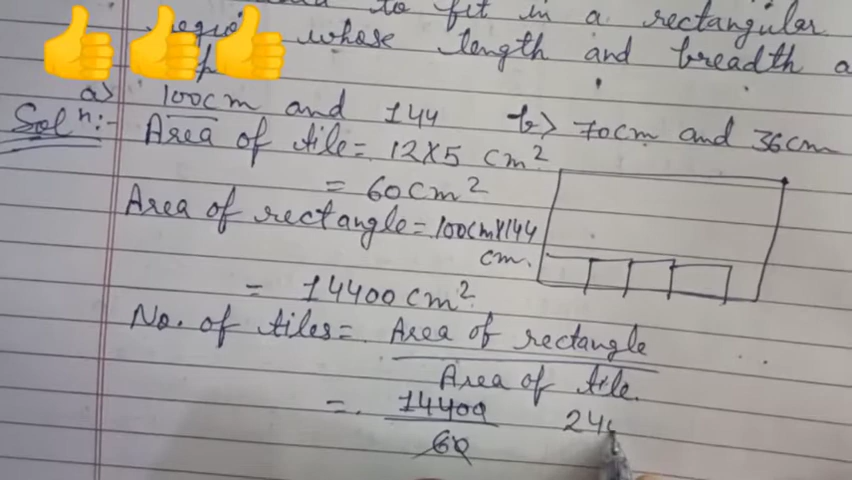 to fit in a rectangular
whose length and breadth a
a> 100cm and 144 b> 70cm and 36cm
Solⁿ:- Area of tile = 12×5 cm²
= 60cm²
Area of rectangle = 100cm×144
cm.
= 14400cm²
No. of tiles = Area of rectangle
Area of tile.
= 14400 24
60